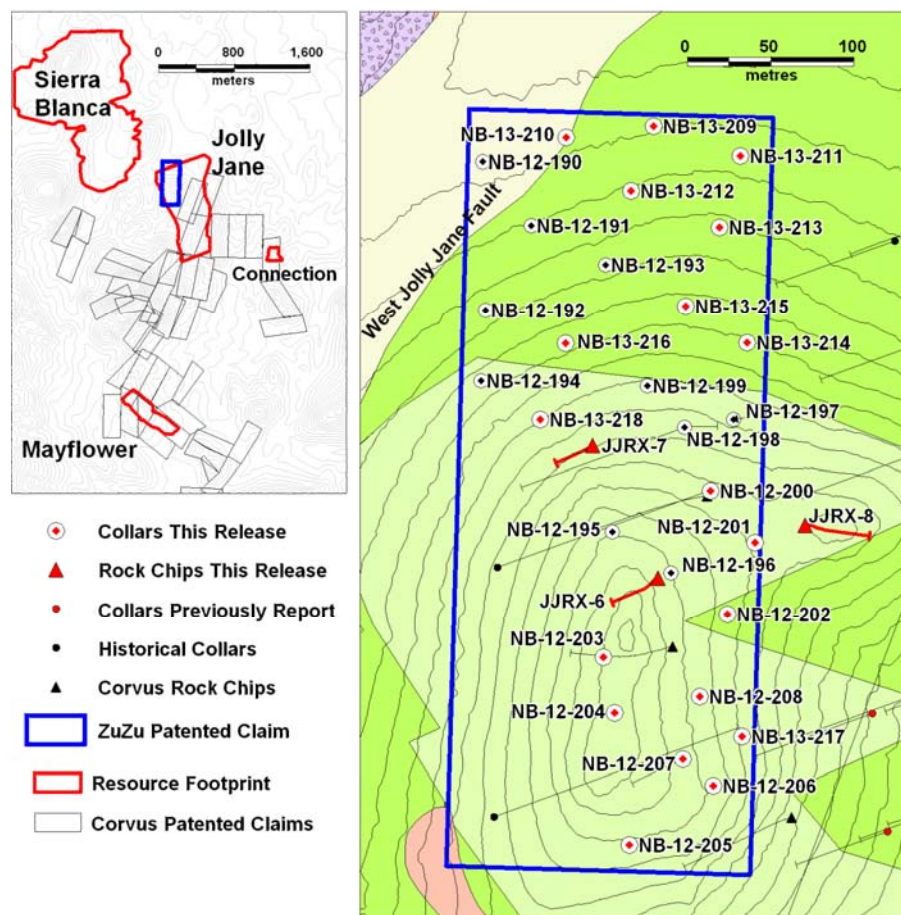 0 800 1,600
meters
Sierra
Blanca
Jolly
Jane
Connection
Mayflower
Collars This Release
Rock Chips This Release
Collars Previously Report
Historical Collars
Corvus Rock Chips
ZuZu Patented Claim
Resource Footprint
Corvus Patented Claims
0 50 100
metres
NB-13-210
NB-13-209
NB-12-190
NB-13-211
NB-13-212
NB-12-191
NB-13-213
West Jolly Jane Fault
NB-12-193
NB-12-192
NB-13-215
NB-13-216
NB-13-214
NB-12-194
NB-12-199
NB-13-218
NB-12-197
NB-12-198
JJRX-7
NB-12-200
NB-12-195
NB-12-201
JJRX-8
NB-12-196
JJRX-6
NB-12-202
NB-12-203
NB-12-208
NB-12-204
NB-13-217
NB-12-207
NB-12-206
NB-12-205